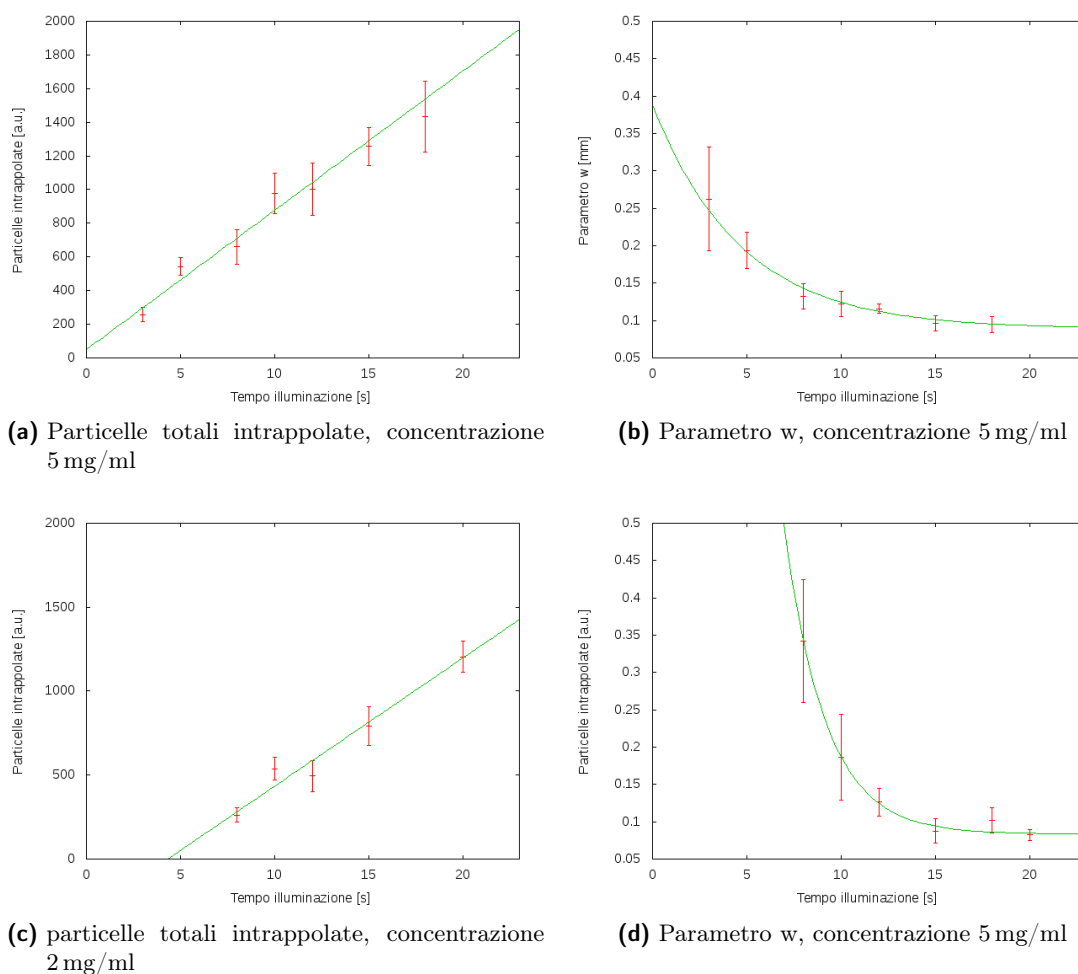 2000
1800
1600
1400
1200
1000
800
600
400
200
0
Particelle intrappolate [a.u.]
0 5 10 15 20
Tempo illuminazione [s]
(a) Particelle totali intrappolate, concentrazione
5 mg/ml
0.5
0.45
0.4
0.35
0.3
0.25
0.2
0.15
0.1
0.05
Parametro w [mm]
0 5 10 15 20
Tempo illuminazione [s]
(b) Parametro w, concentrazione 5 mg/ml
2000
1500
1000
500
0
Particelle intrappolate [a.u.]
0 5 10 15 20
Tempo illuminazione [s]
(c) particelle totali intrappolate, concentrazione
2 mg/ml
0.5
0.45
0.4
0.35
0.3
0.25
0.2
0.15
0.1
0.05
Particelle intrappolate [a.u.]
0 5 10 15 20
Tempo illuminazione [s]
(d) Parametro w, concentrazione 5 mg/ml